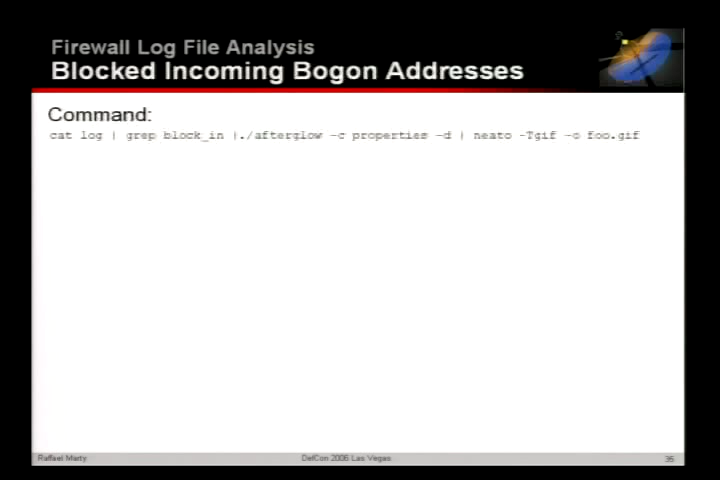 Firewall Log File Analysis
Blocked Incoming Bogon Addresses
Command:
cat log | grep block_in |./afterglow -c properties -d | neato -Tgif -o foo.gif
Raffael Marty
DefCon 2006 Las Vegas
35